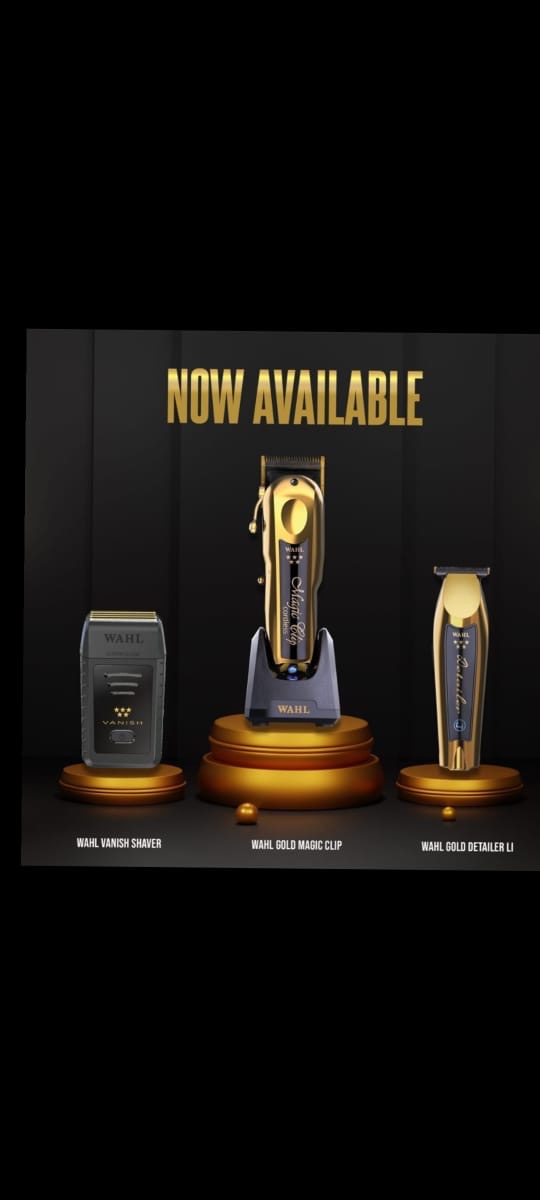 NOW AVAILABLE
WAHL
Magic Clip
cordless
WAHL
WAHL
VANISH
WAHL
Detailer
WAHL VANISH SHAVER
WAHL GOLD MAGIC CLIP
WAHL GOLD DETAILER LI